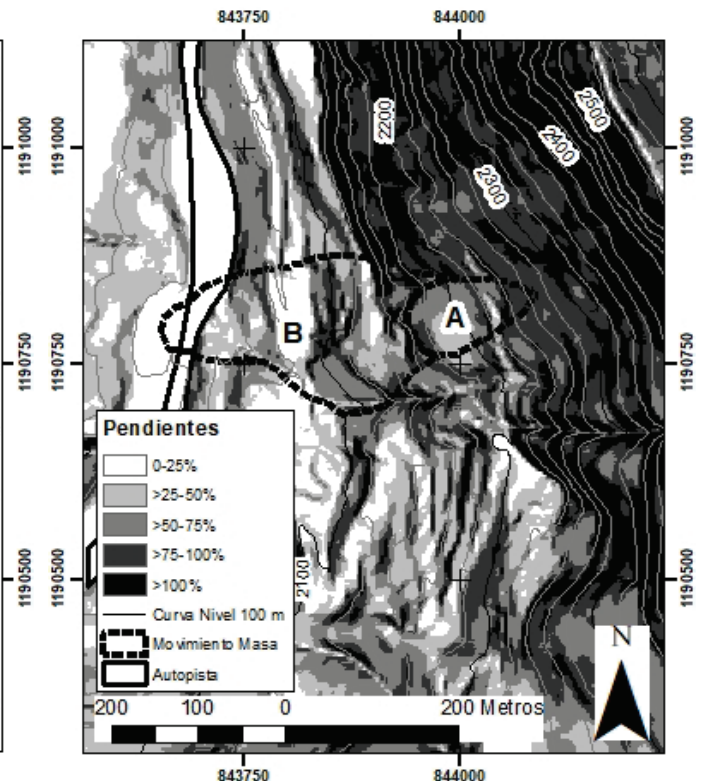 843750 844000
1191000 1191000
2200 2500
2400
2300
A
B
1190750 1190750
Pendientes
0-25%
>25-50%
>50-75%
>75-100%
>100%
Curva Nivel 100 m
Movimiento Masa
Autopista
1190500 1190500
2100
N
200 100 0 200 Metros
843750 844000